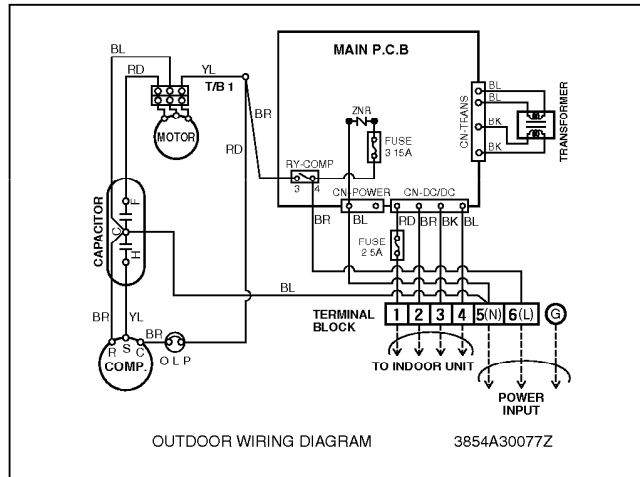 MAIN P.C.B
BL
RD
YL
T/B 1
MOTOR
BR
RD
ZNR
FUSE
3 15A
RY-COMP
3 4
CN-POWER
CN-DC/DC
CN-TRANS
BL
BL
BK
BK
TRANSFORMER
CAPACITOR
F
C
H
BR
BL
RD
BR
BK
BL
FUSE
2 5A
BL
TERMINAL
BLOCK
1 2 3 4 5(N) 6(L) G
BR
YL
BR
R S C
COMP.
O L P
TO INDOOR UNIT
POWER
INPUT
OUTDOOR WIRING DIAGRAM
3854A30077Z